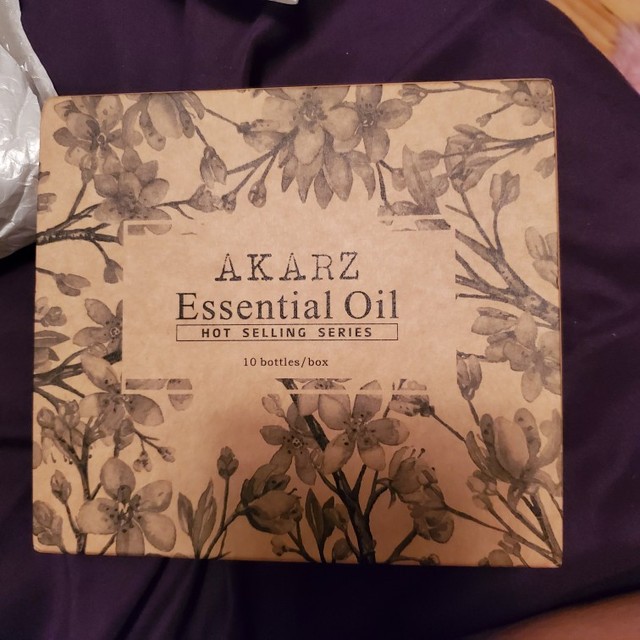 AKARZ
Essential Oil
HOT SELLING SERIES
10 bottles/box